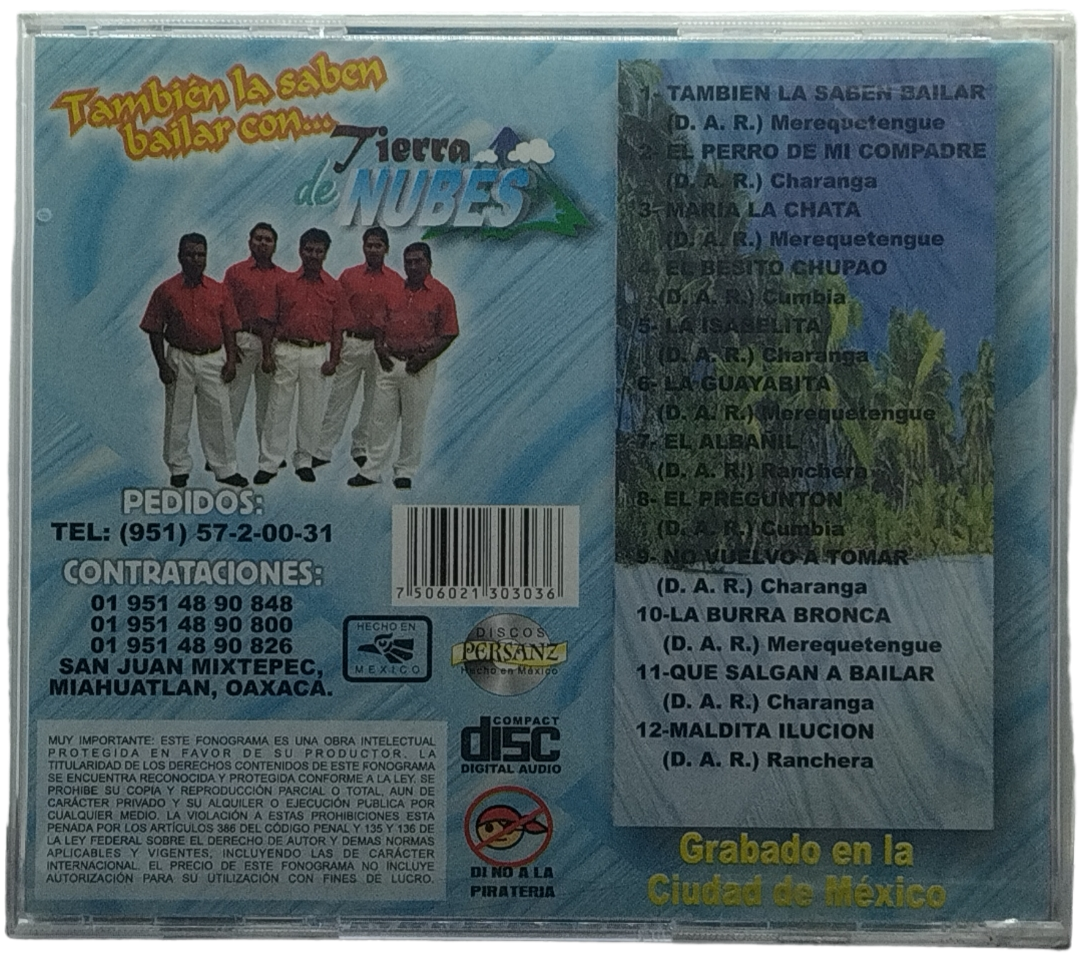 También la saben
bailar con...
Tierra
de NUBES
PEDIDOS:
TEL: (951) 57-2-00-31
CONTRATACIONES:
01 951 48 90 848
01 951 48 90 800
01 951 48 90 826
SAN JUAN MIXTEPEC,
MIAHUATLAN, OAXACA.
7 506021 303036
HECHO EN
MEXICO
DISCOS
PERSANZ
Hecho en México
MUY IMPORTANTE: ESTE FONOGRAMA ES UNA OBRA INTELECTUAL
PROTEGIDA EN FAVOR DE SU PRODUCTOR. LA
TITULARIDAD DE LOS DERECHOS CONTENIDOS DE ESTE FONOGRAMA
SE ENCUENTRA RECONOCIDA Y PROTEGIDA CONFORME A LA LEY. SE
PROHIBE SU COPIA Y REPRODUCCIÓN PARCIAL O TOTAL, AUN DE
CARÁCTER PRIVADO Y SU ALQUILER O EJECUCIÓN PUBLICA POR
CUALQUIER MEDIO. LA VIOLACIÓN A ESTAS PROHIBICIONES ESTA
PENADA POR LOS ARTÍCULOS 386 DEL CÓDIGO PENAL Y 135 Y 136 DE
LA LEY FEDERAL SOBRE EL DERECHO DE AUTOR Y DEMAS NORMAS
APLICABLES Y VIGENTES, INCLUYENDO LAS DE CARÁCTER
INTERNACIONAL. EL PRECIO DE ESTE FONOGRAMA NO INCLUYE
AUTORIZACIÓN PARA SU UTILIZACIÓN CON FINES DE LUCRO.
COMPACT
disc
DIGITAL AUDIO
DI NO A LA
PIRATERIA
1- TAMBIEN LA SABEN BAILAR
(D. A. R.) Merequetengue
2- EL PERRO DE MI COMPADRE
(D. A. R.) Charanga
3- MARIA LA CHATA
(D. A. R.) Merequetengue
4- EL BESITO CHUPAO
(D. A. R.) Cumbia
5- LA ISABELITA
(D. A. R.) Charanga
6- LA GUAYABITA
(D. A. R.) Merequetengue
7- EL ALBAÑIL
(D. A. R.) Ranchera
8- EL PREGUNTON
(D. A. R.) Cumbia
9- NO VUELVO A TOMAR
(D. A. R.) Charanga
10-LA BURRA BRONCA
(D. A. R.) Merequetengue
11-QUE SALGAN A BAILAR
(D. A. R.) Charanga
12-MALDITA ILUCION
(D. A. R.) Ranchera
Grabado en la
Ciudad de México